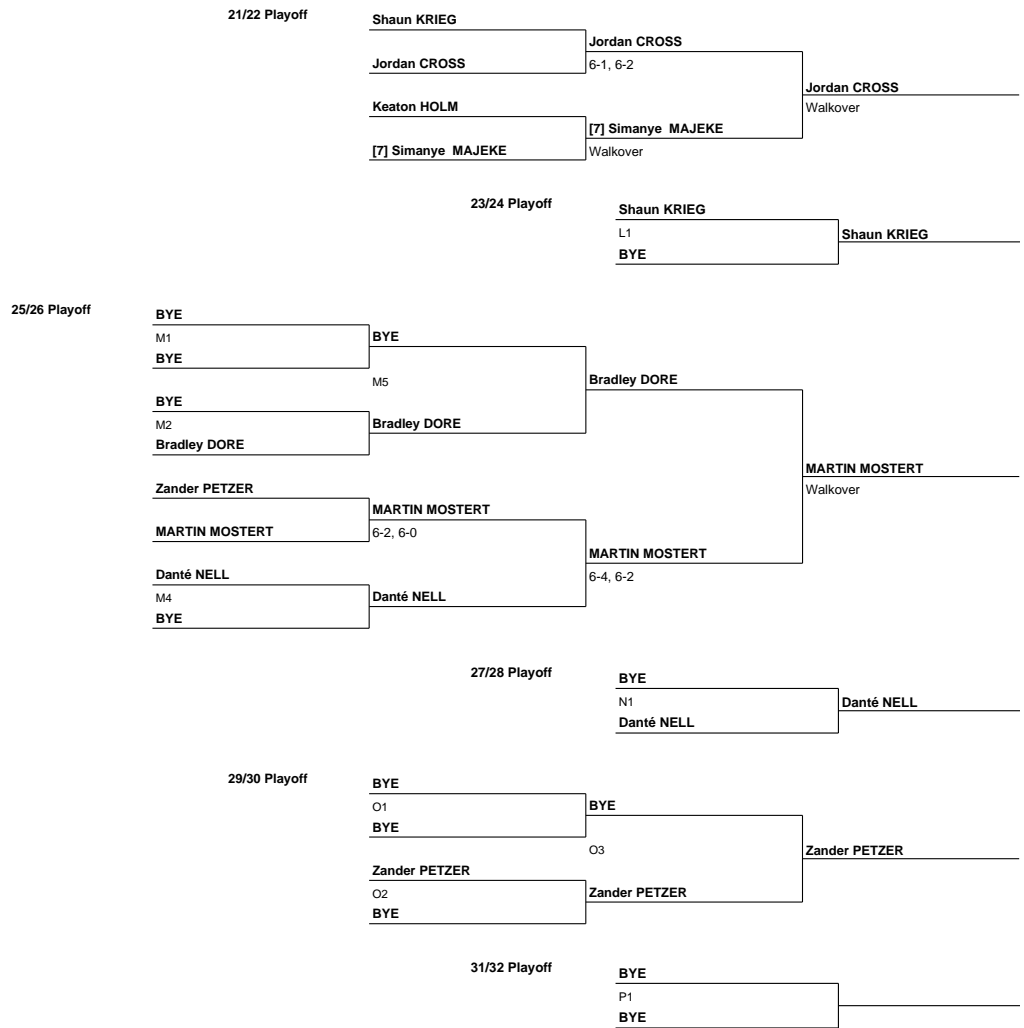 21/22 Playoff
Shaun KRIEG
Jordan CROSS
Jordan CROSS
6-1, 6-2
Jordan CROSS
Walkover
Keaton HOLM
[7] Simanye  MAJEKE
[7] Simanye  MAJEKE
Walkover
23/24 Playoff
Shaun KRIEG
L1
Shaun KRIEG
BYE
25/26 Playoff
BYE
M1
BYE
BYE
M5
Bradley DORE
BYE
M2
Bradley DORE
Bradley DORE
MARTIN MOSTERT
Walkover
Zander PETZER
MARTIN MOSTERT
MARTIN MOSTERT
6-2, 6-0
MARTIN MOSTERT
6-4, 6-2
Danté NELL
M4
Danté NELL
BYE
27/28 Playoff
BYE
N1
Danté NELL
Danté NELL
29/30 Playoff
BYE
O1
BYE
BYE
O3
Zander PETZER
Zander PETZER
O2
Zander PETZER
BYE
31/32 Playoff
BYE
P1
BYE